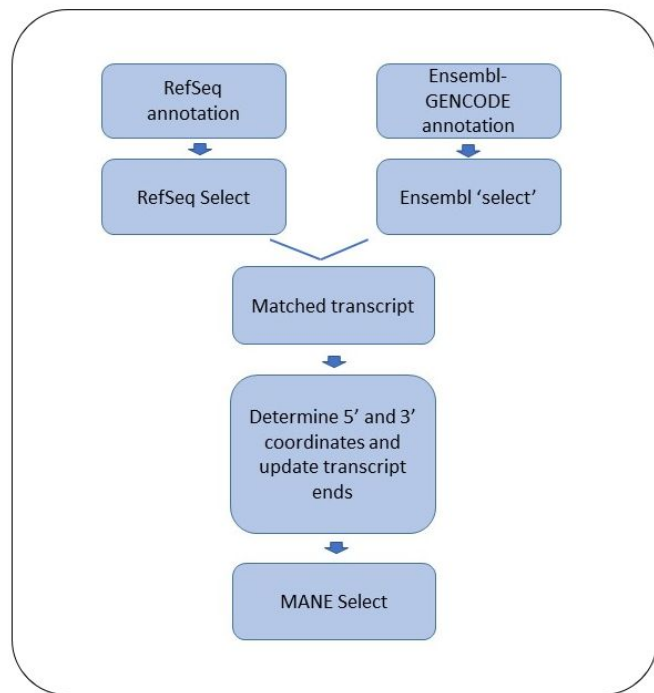 RefSeq
annotation
Ensembl-
GENCODE
annotation
RefSeq Select
Ensembl ‘select’
Matched transcript
Determine 5’ and 3’
coordinates and
update transcript
ends
MANE Select